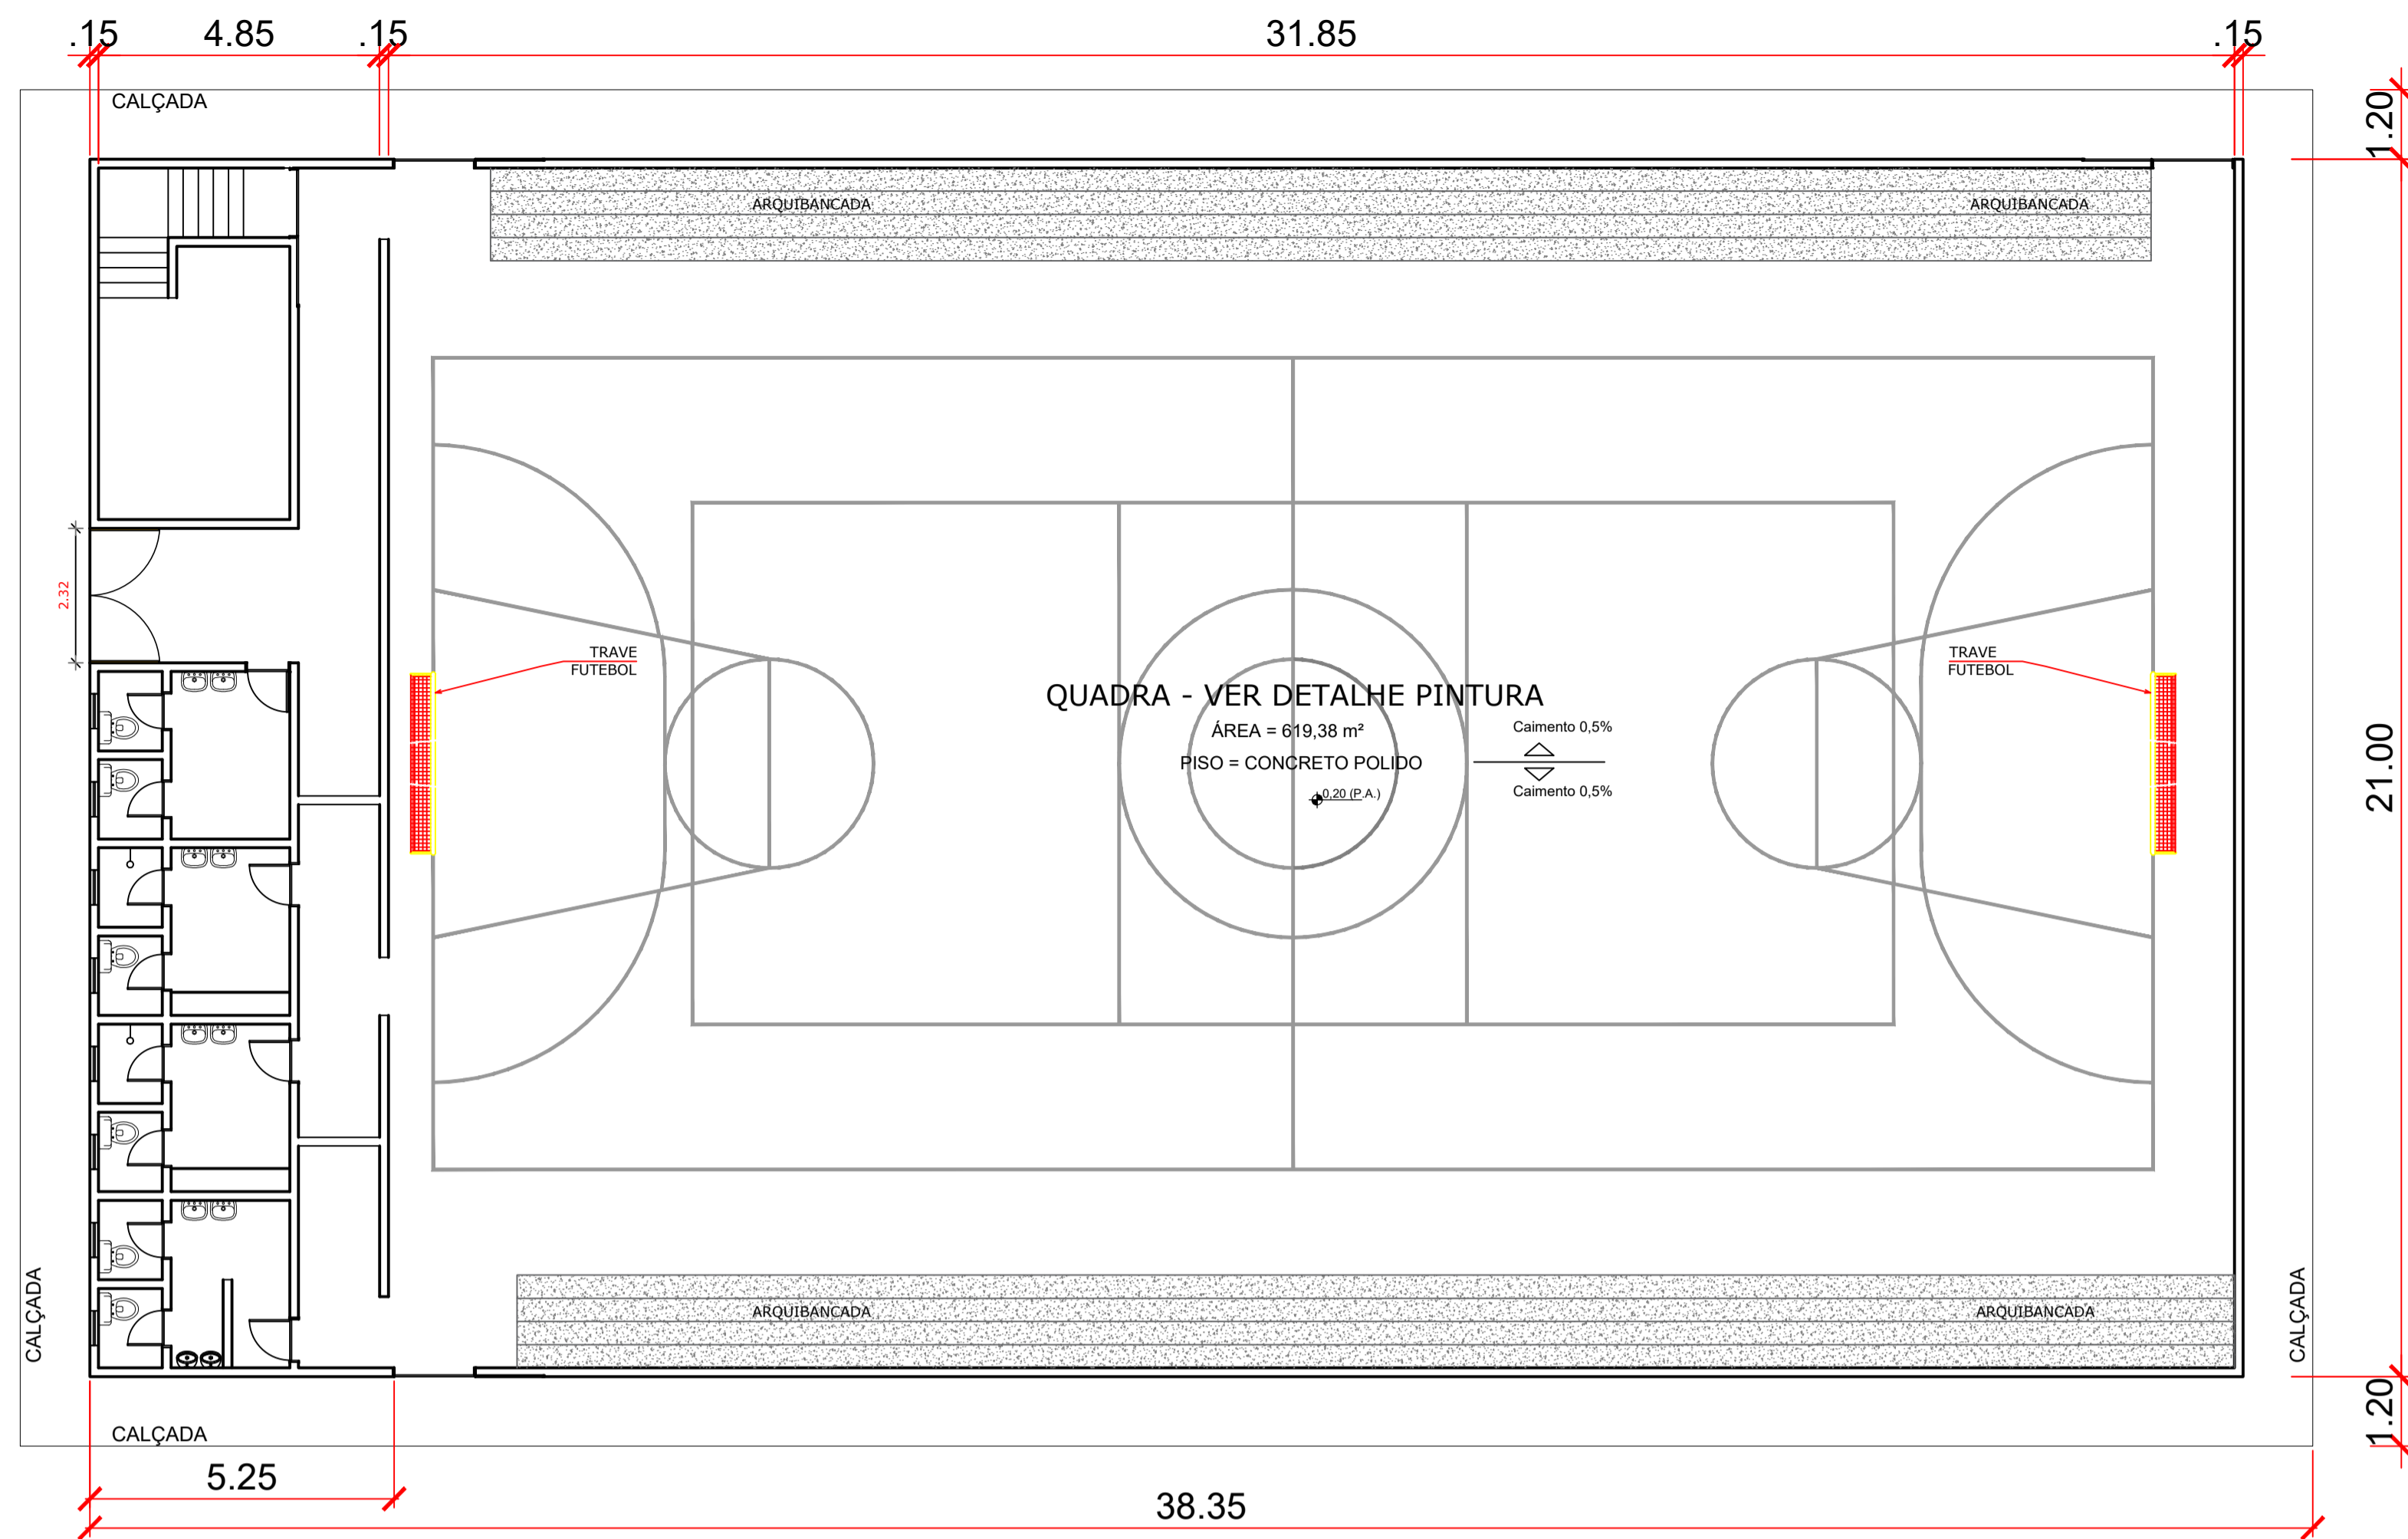 .15 4.85 .15 31.85 .15
CALÇADA
1.20
ARQUIBANCADA ARQUIBANCADA
2.32
TRAVE
FUTEBOL
TRAVE
FUTEBOL
QUADRA - VER DETALHE PINTURA
ÁREA = 619,38 m²
PISO = CONCRETO POLIDO
0,20 (P.A.)
Caimento 0,5%
Caimento 0,5%
21.00
CALÇADA
ARQUIBANCADA ARQUIBANCADA
CALÇADA
CALÇADA
1.20
5.25
38.35